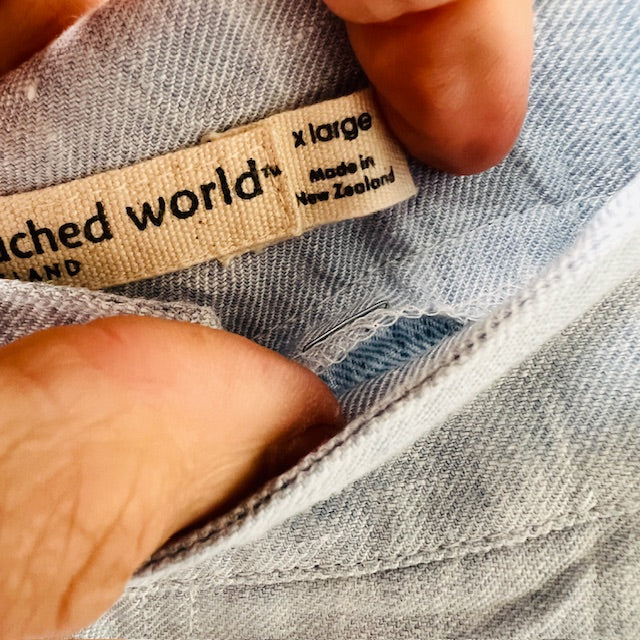 ached world™
LAND
x large
Made in
New Zealand